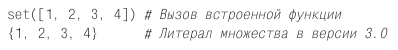 set([1, 2, 3, 4]) # Вызов встроенной функции
{1, 2, 3, 4} # Литерал множества в версии 3.0